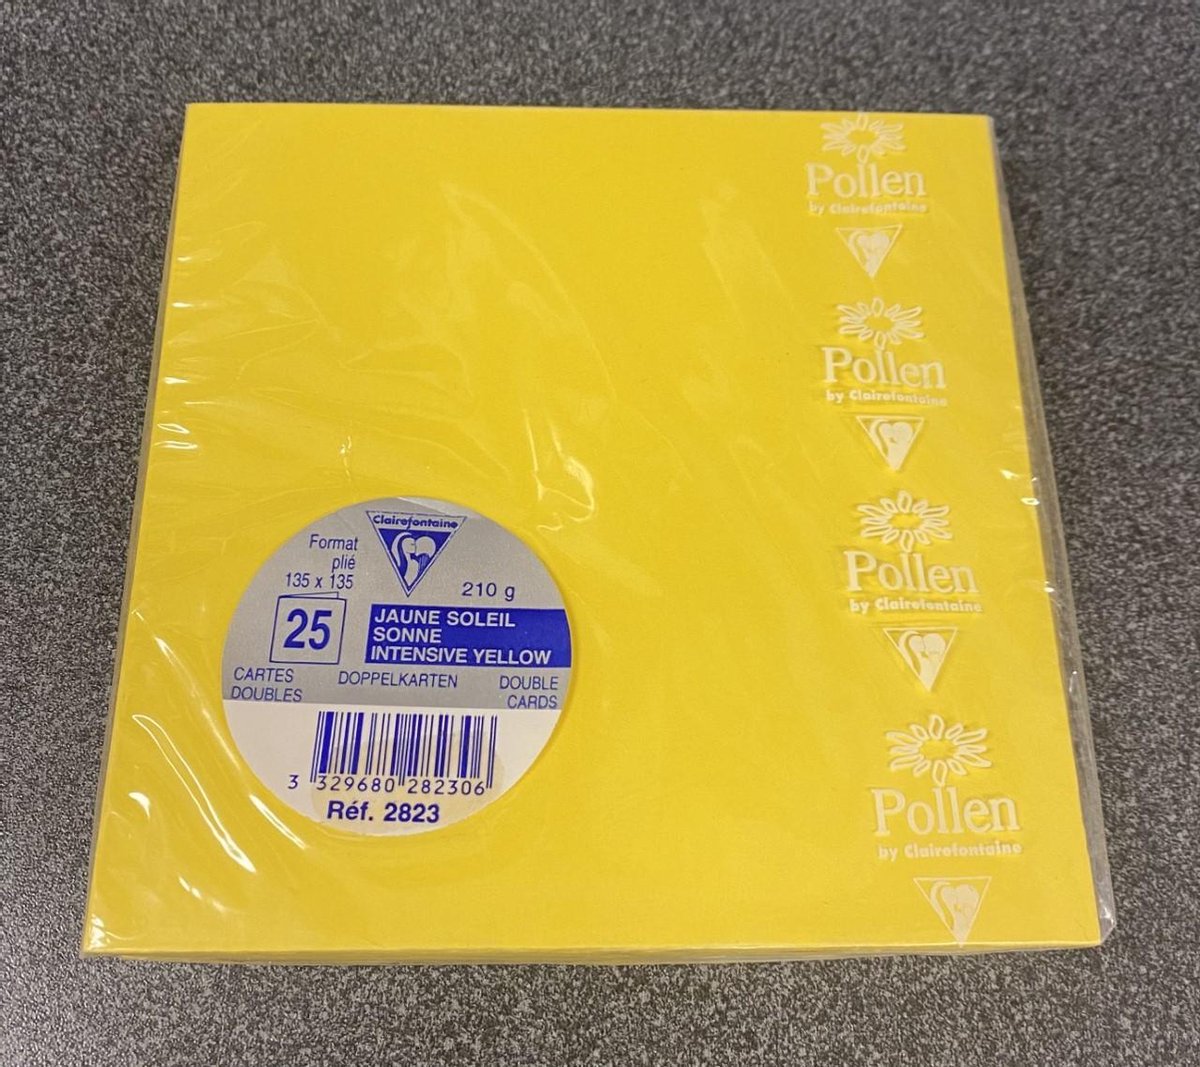 Pollen
by Clairefontaine
Pollen
by Clairefontaine
Pollen
by Clairefontaine
Pollen
by Clairefontaine
Clairefontaine
Format
plié
135 x 135
210 g
25
JAUNE SOLEIL
SONNE
INTENSIVE YELLOW
CARTES
DOUBLES
DOPPELKARTEN
DOUBLE
CARDS
3 329680 282306
Réf. 2823